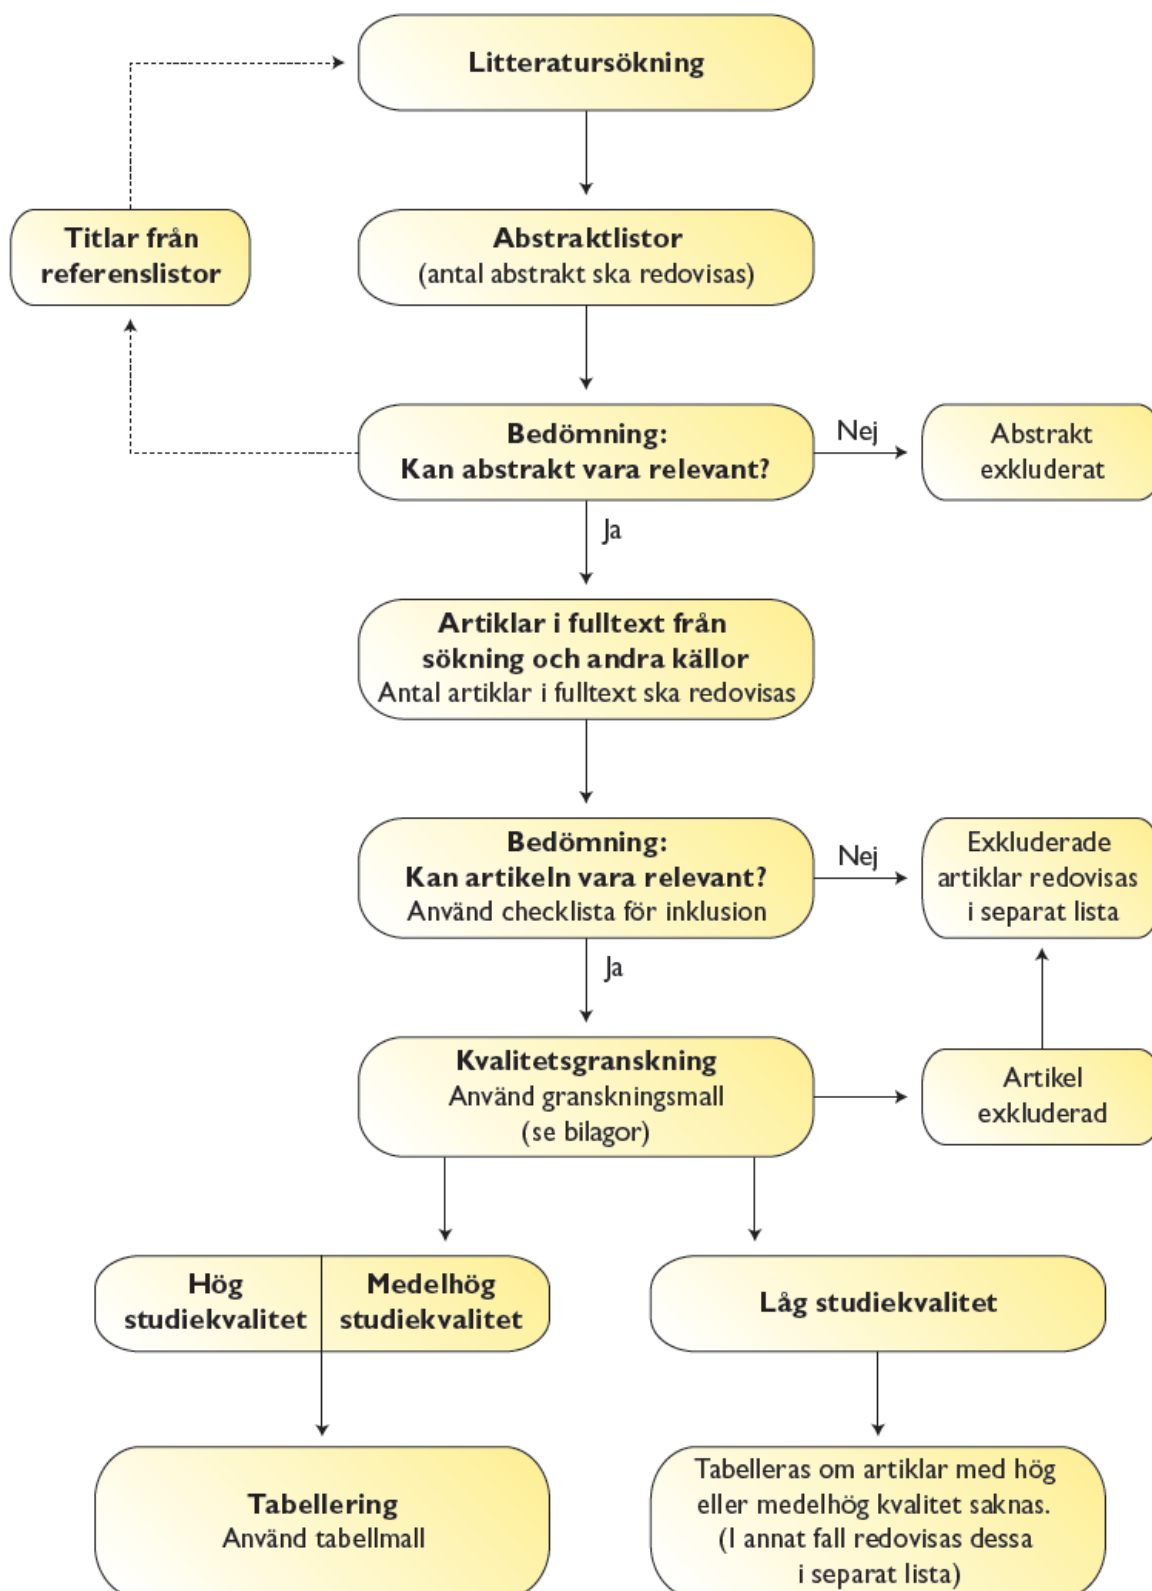 Litteratursökning
Titlar från
referenslistor
Abstraktlistor
(antal abstrakt ska redovisas)
Bedömning:
Kan abstrakt vara relevant?
Nej
Abstrakt
exkluderat
Ja
Artiklar i fulltext från
sökning och andra källor
Antal artiklar i fulltext ska redovisas
Bedömning:
Kan artikeln vara relevant?
Använd checklista för inklusion
Nej
Exkluderade
artiklar redovisas
i separat lista
Ja
Kvalitetsgranskning
Använd granskningsmall
(se bilagor)
Artikel
exkluderad
Hög
studiekvalitet
Medelhög
studiekvalitet
Låg studiekvalitet
Tabellering
Använd tabellmall
Tabelleras om artiklar med hög
eller medelhög kvalitet saknas.
(I annat fall redovisas dessa
i separat lista)